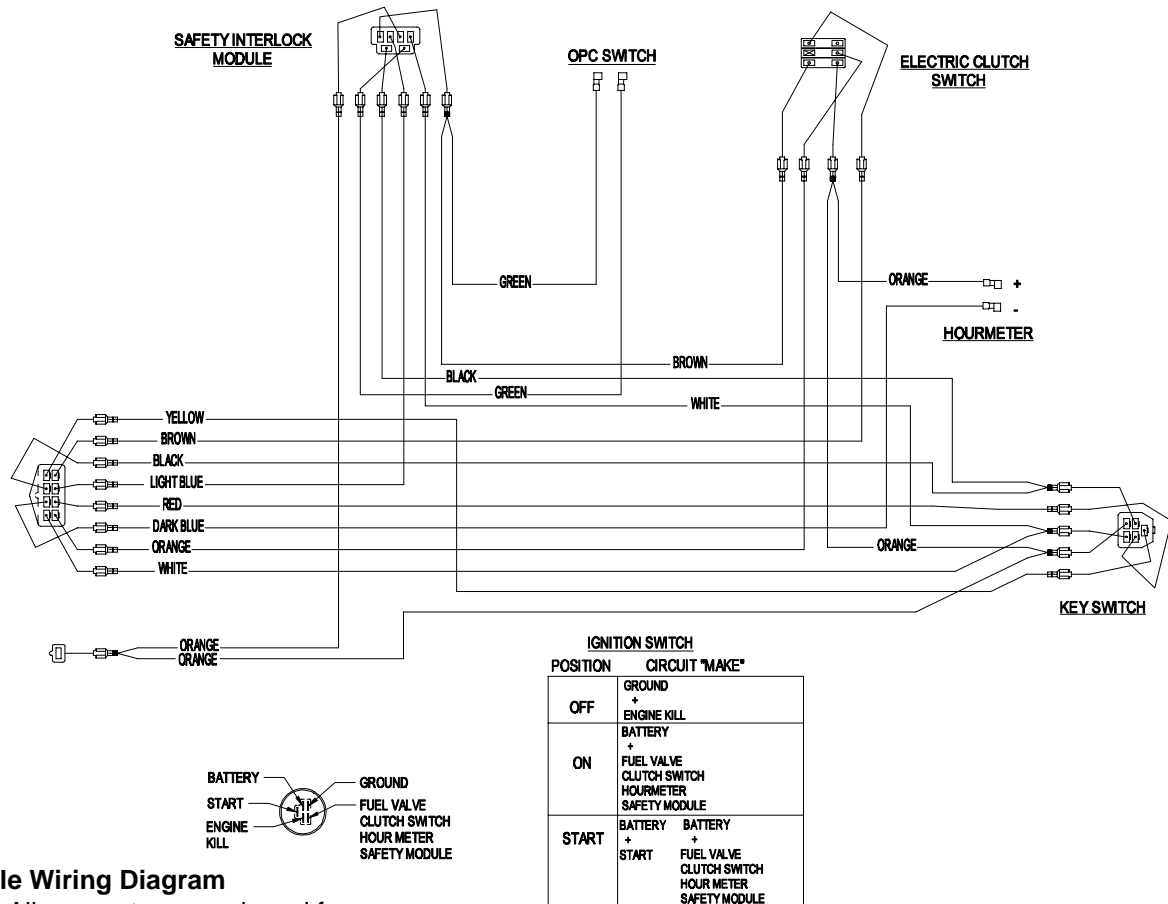 SAFETY INTERLOCK
MODULE
OPC SWITCH
ELECTRIC CLUTCH
SWITCH
GREEN
ORANGE
+
-
HOURMETER
BROWN
BLACK
GREEN
WHITE
YELLOW
BROWN
BLACK
LIGHT BLUE
RED
DARK BLUE
ORANGE
WHITE
ORANGE
KEY SWITCH
ORANGE
ORANGE
IGNITION SWITCH
POSITION CIRCUIT "MAKE"
OFF
GROUND
+
ENGINE KILL
ON
BATTERY
+
FUEL VALVE
CLUTCH SWITCH
HOURMETER
SAFETY MODULE
START
BATTERY
+
START
BATTERY
+
FUEL VALVE
CLUTCH SWITCH
HOUR METER
SAFETY MODULE
BATTERY
START
ENGINE
KILL
GROUND
FUEL VALVE
CLUTCH SWITCH
HOUR METER
SAFETY MODULE
le Wiring Diagram